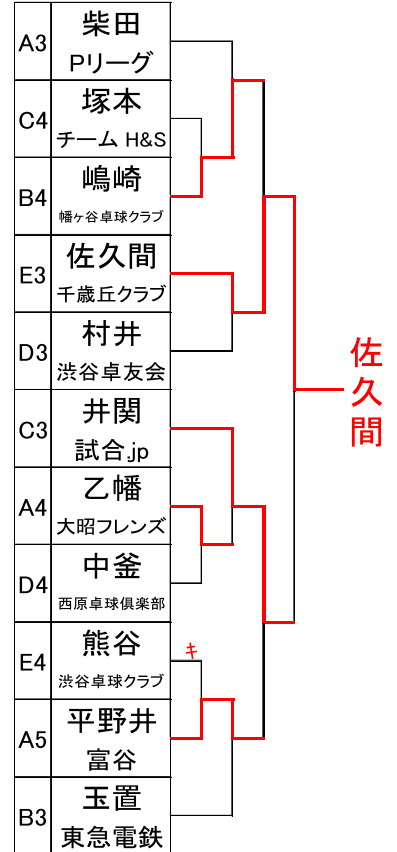 A3 柴田
Pリーグ
C4 塚本
チーム H&S
B4 嶋崎
幡ヶ谷卓球クラブ
E3 佐久間
千歳丘クラブ
D3 村井
渋谷卓友会
C3 井関
試合.jp
A4 乙幡
大昭フレンズ
D4 中釜
西原卓球倶楽部
E4 熊谷
渋谷卓球クラブ
キ
A5 平野井
富谷
B3 玉置
東急電鉄
佐久間